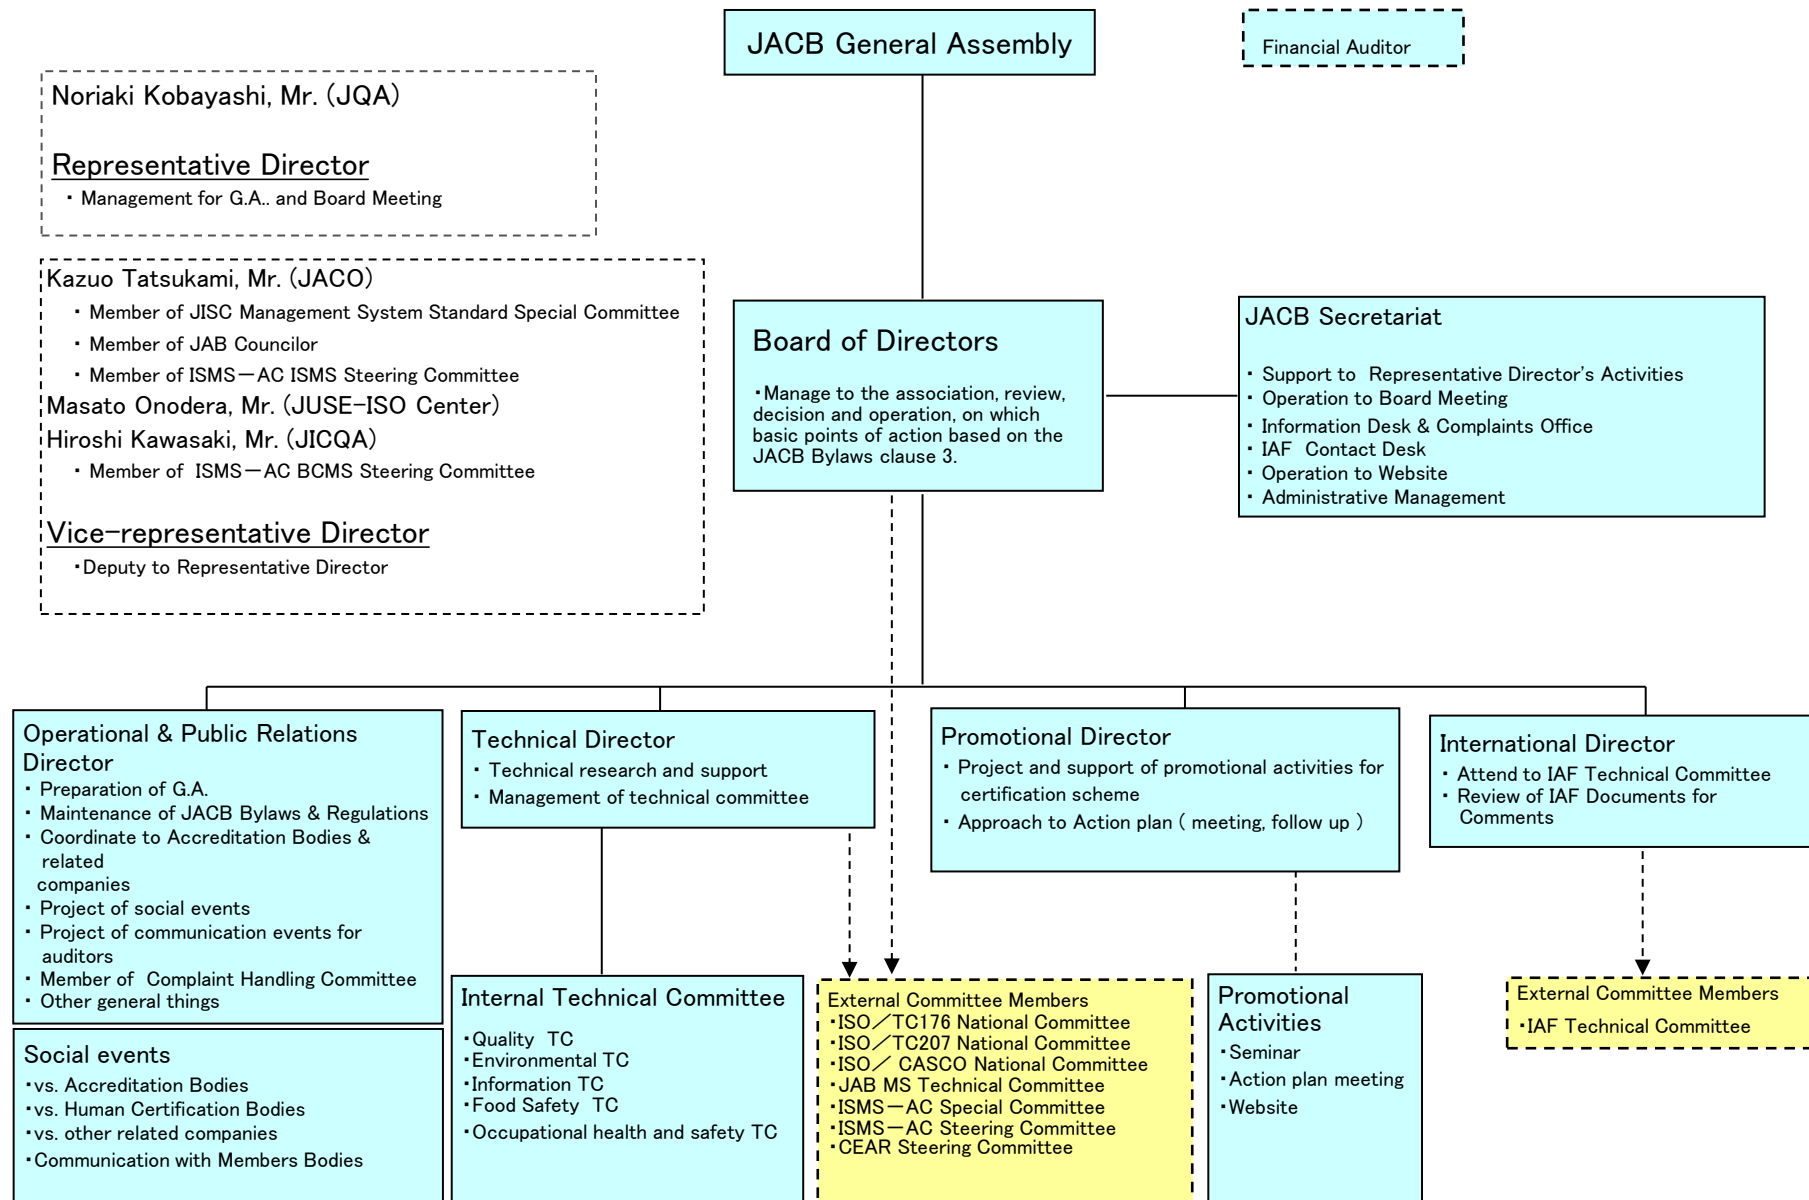 JACB General Assembly
Financial Auditor
Noriaki Kobayashi, Mr. (JQA)
Representative Director
・ Management for G.A.. and Board Meeting
Kazuo Tatsukami, Mr. (JACO)
・ Member of JISC Management System Standard Special Committee
・ Member of JAB Councilor
・ Member of ISMS－AC ISMS Steering Committee
Masato Onodera, Mr. (JUSE-ISO Center)
Hiroshi Kawasaki, Mr. (JICQA)
・ Member of ISMS－AC BCMS Steering Committee
Vice-representative Director
・Deputy to Representative Director
Board of Directors
・Manage to the association, review,
decision and operation, on which
basic points of action based on the
JACB Bylaws clause 3.
JACB Secretariat
・ Support to Representative Director's Activities
・ Operation to Board Meeting
・ Information Desk & Complaints Office
・ IAF Contact Desk
・ Operation to Website
・ Administrative Management
Operational & Public Relations
Director
・ Preparation of G.A.
・ Maintenance of JACB Bylaws & Regulations
・ Coordinate to Accreditation Bodies &
related
companies
・ Project of social events
・ Project of communication events for
auditors
・ Member of Complaint Handling Committee
・ Other general things
Technical Director
・ Technical research and support
・ Management of technical committee
Promotional Director
・ Project and support of promotional activities for
certification scheme
・ Approach to Action plan ( meeting, follow up )
International Director
・ Attend to IAF Technical Committee
・ Review of IAF Documents for
Comments
Social events
・vs. Accreditation Bodies
・vs. Human Certification Bodies
・vs. other related companies
・Communication with Members Bodies
Internal Technical Committee
・Quality TC
・Environmental TC
・Information TC
・Food Safety TC
・Occupational health and safety TC
External Committee Members
・ISO／TC176 National Committee
・ISO／TC207 National Committee
・ISO／ CASCO National Committee
・JAB MS Technical Committee
・ISMS－AC Special Committee
・ISMS－AC Steering Committee
・CEAR Steering Committee
Promotional
Activities
・Seminar
・Action plan meeting
・Website
External Committee Members
・IAF Technical Committee